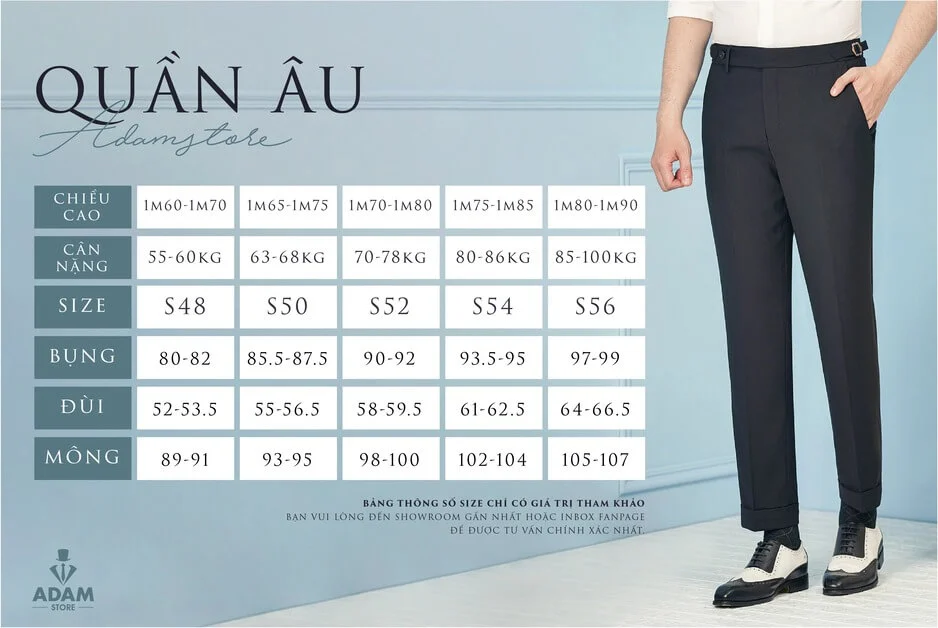 QUẦN ÂU
Adamstore
CHIỀU CAO 1M60-1M70 1M65-1M75 1M70-1M80 1M75-1M85 1M80-1M90
CÂN NẶNG 55-60KG 63-68KG 70-78KG 80-86KG 85-100KG
SIZE S48 S50 S52 S54 S56
BỤNG 80-82 85.5-87.5 90-92 93.5-95 97-99
ĐÙI 52-53.5 55-56.5 58-59.5 61-62.5 64-66.5
MÔNG 89-91 93-95 98-100 102-104 105-107
BẢNG THÔNG SỐ SIZE CHỈ CÓ GIÁ TRỊ THAM KHẢO
BẠN VUI LÒNG ĐẾN SHOWROOM GẦN NHẤT HOẶC INBOX FANPAGE
ĐỂ ĐƯỢC TƯ VẤN CHÍNH XÁC NHẤT.
ADAM
STORE